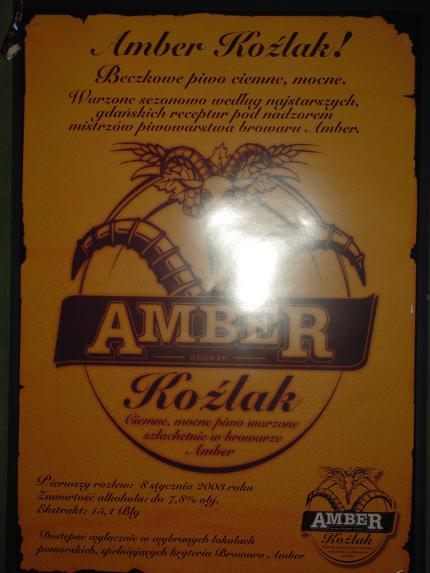 Amber Koźlak!
Beczkowe piwo ciemne, mocne.
Warzone sezonowo według najstarszych,
gdańskich receptur pod nadzorem
mistrzów piwowarstwa browaru Amber.
AMBER
BROWAR
Koźlak
Ciemne, mocne piwo warzone
szlachetnie w browarze
Amber
Pierwszy rozlew: 8 stycznia 2008 roku
Zawartość alkoholu: do 7,8% obj.
Ekstrakt: 15,1 Blg
Dostępne wyłącznie w wybranych lokalach
pomorskich, spełniających kryteria Browaru Amber
AMBER
Koźlak